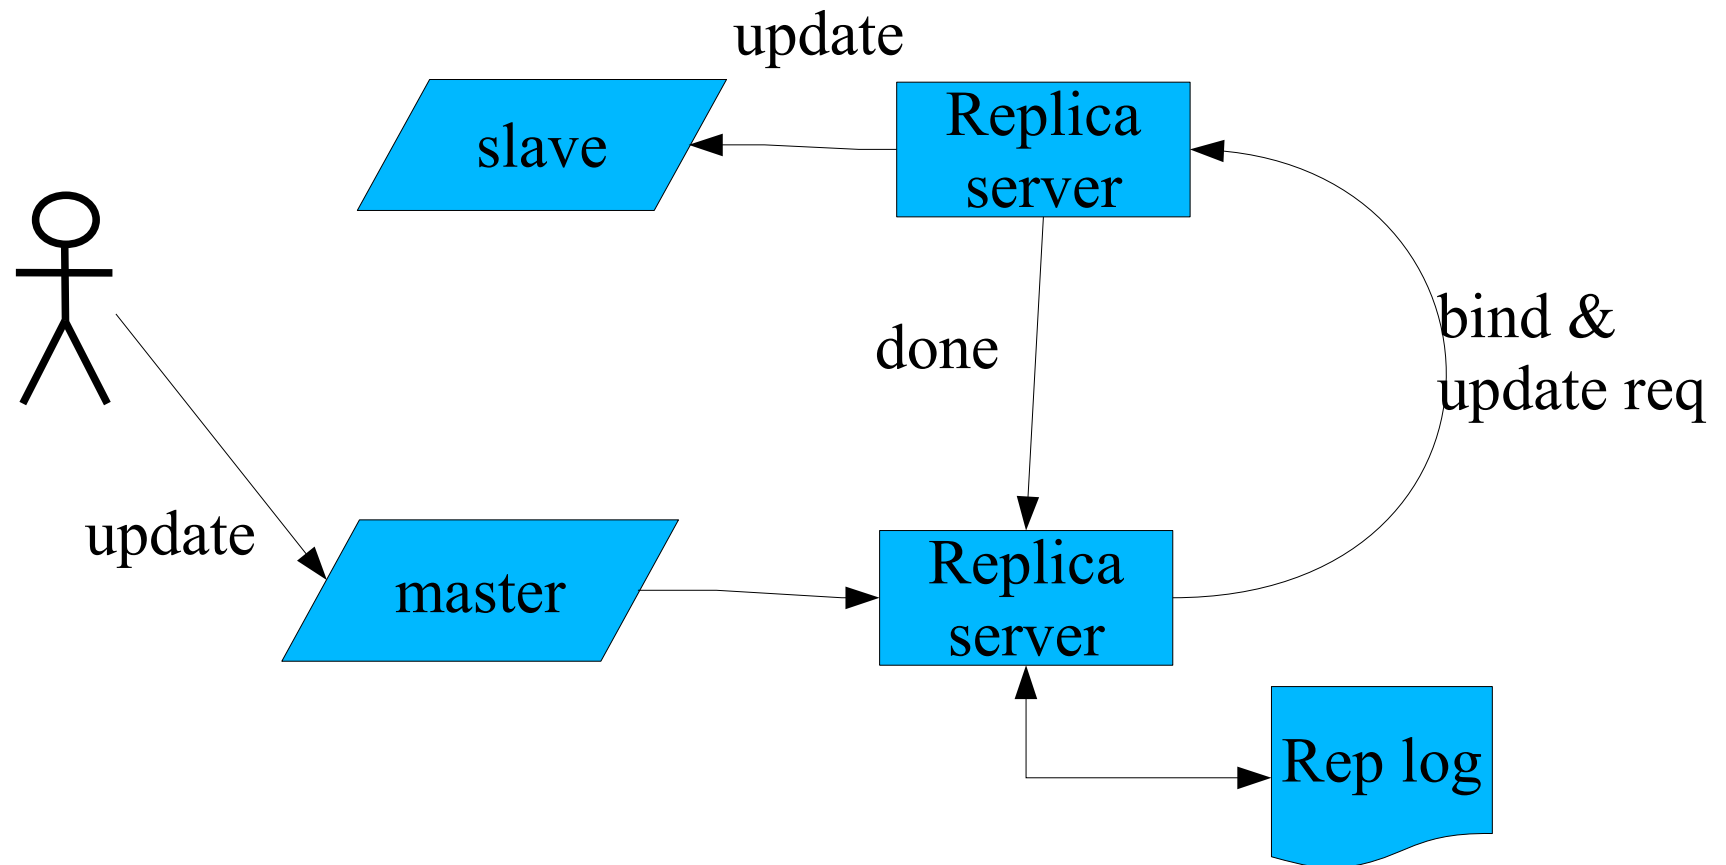 update
slave
Replica
server
bind &
update req
done
update
master
Replica
server
Rep log